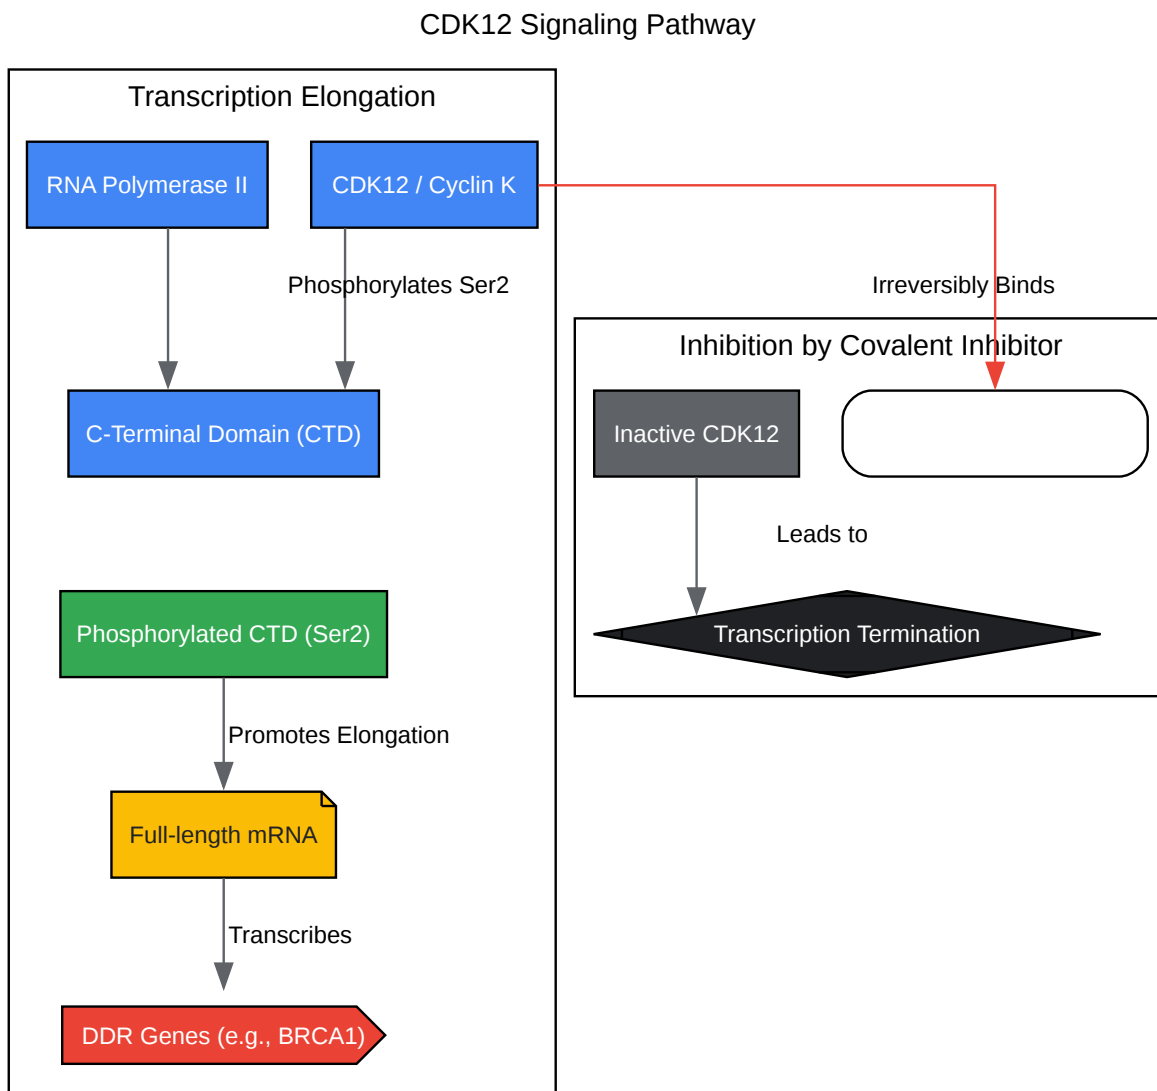 CDK12 Signaling Pathway
Transcription Elongation
RNA Polymerase II
CDK12 / Cyclin K
Phosphorylates Ser2
Irreversibly Binds
Inhibition by Covalent Inhibitor
C-Terminal Domain (CTD)
Inactive CDK12
Leads to
Phosphorylated CTD (Ser2)
Transcription Termination
Promotes Elongation
Full-length mRNA
Transcribes
DDR Genes (e.g., BRCA1)